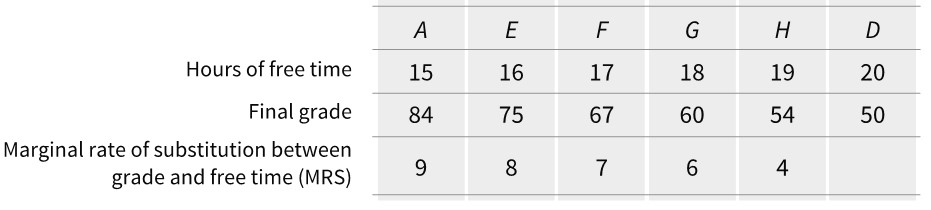 A E F G H D
Hours of free time 15 16 17 18 19 20
Final grade 84 75 67 60 54 50
Marginal rate of substitution between
grade and free time (MRS) 9 8 7 6 4